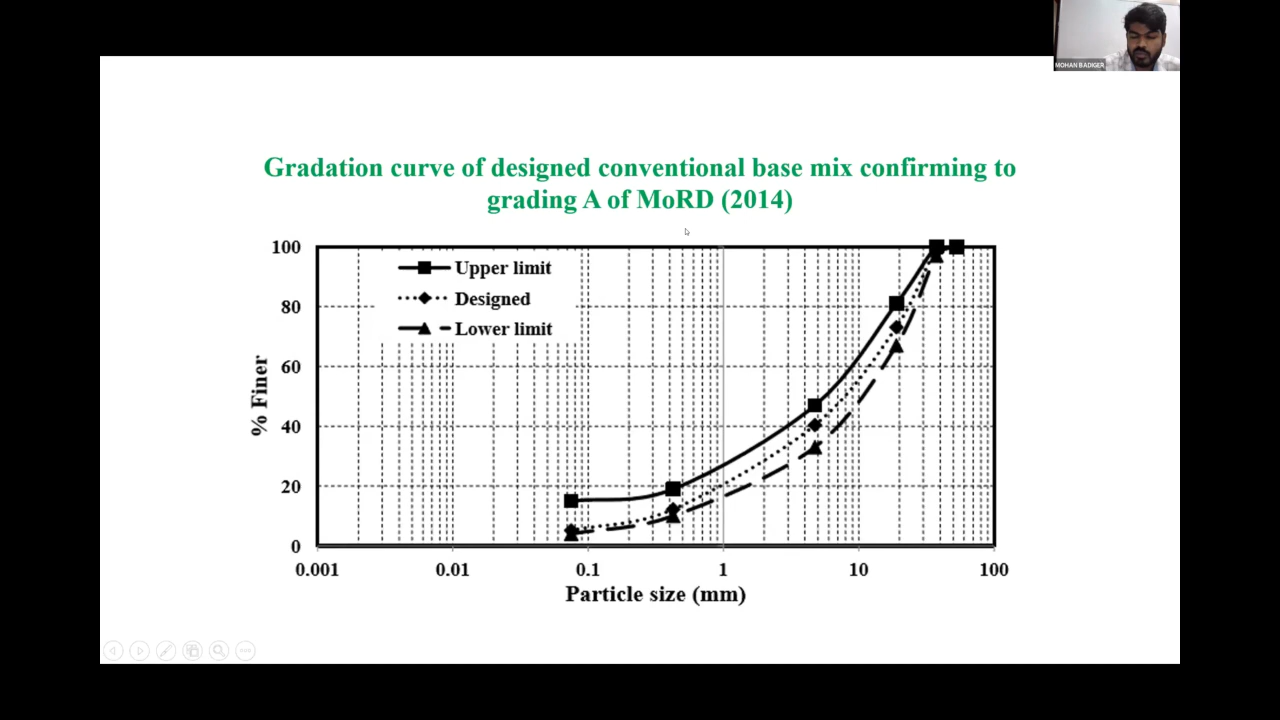 MOHAN BADIGER
Gradation curve of designed conventional base mix confirming to
grading A of MoRD (2014)
Upper limit
Designed
Lower limit
% Finer
100
80
60
40
20
0
0.001 0.01 0.1 1 10 100
Particle size (mm)